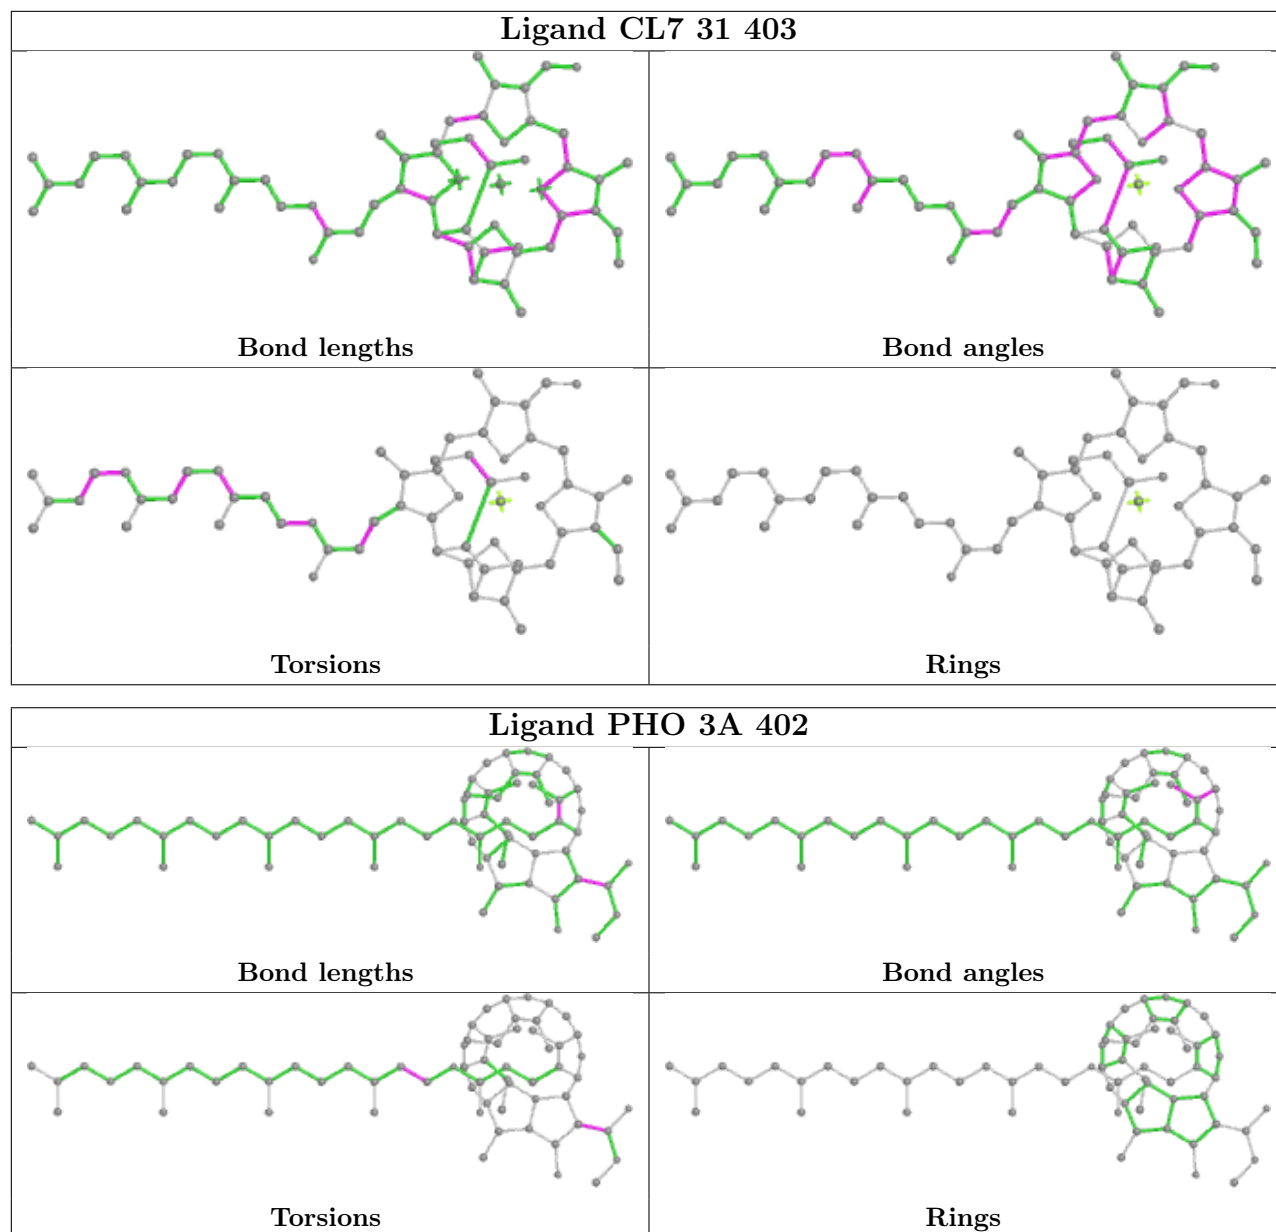 Ligand CL7 31 403
Bond lengths
Bond angles
Torsions
Rings
Ligand PHO 3A 402
Bond lengths
Bond angles
Torsions
Rings